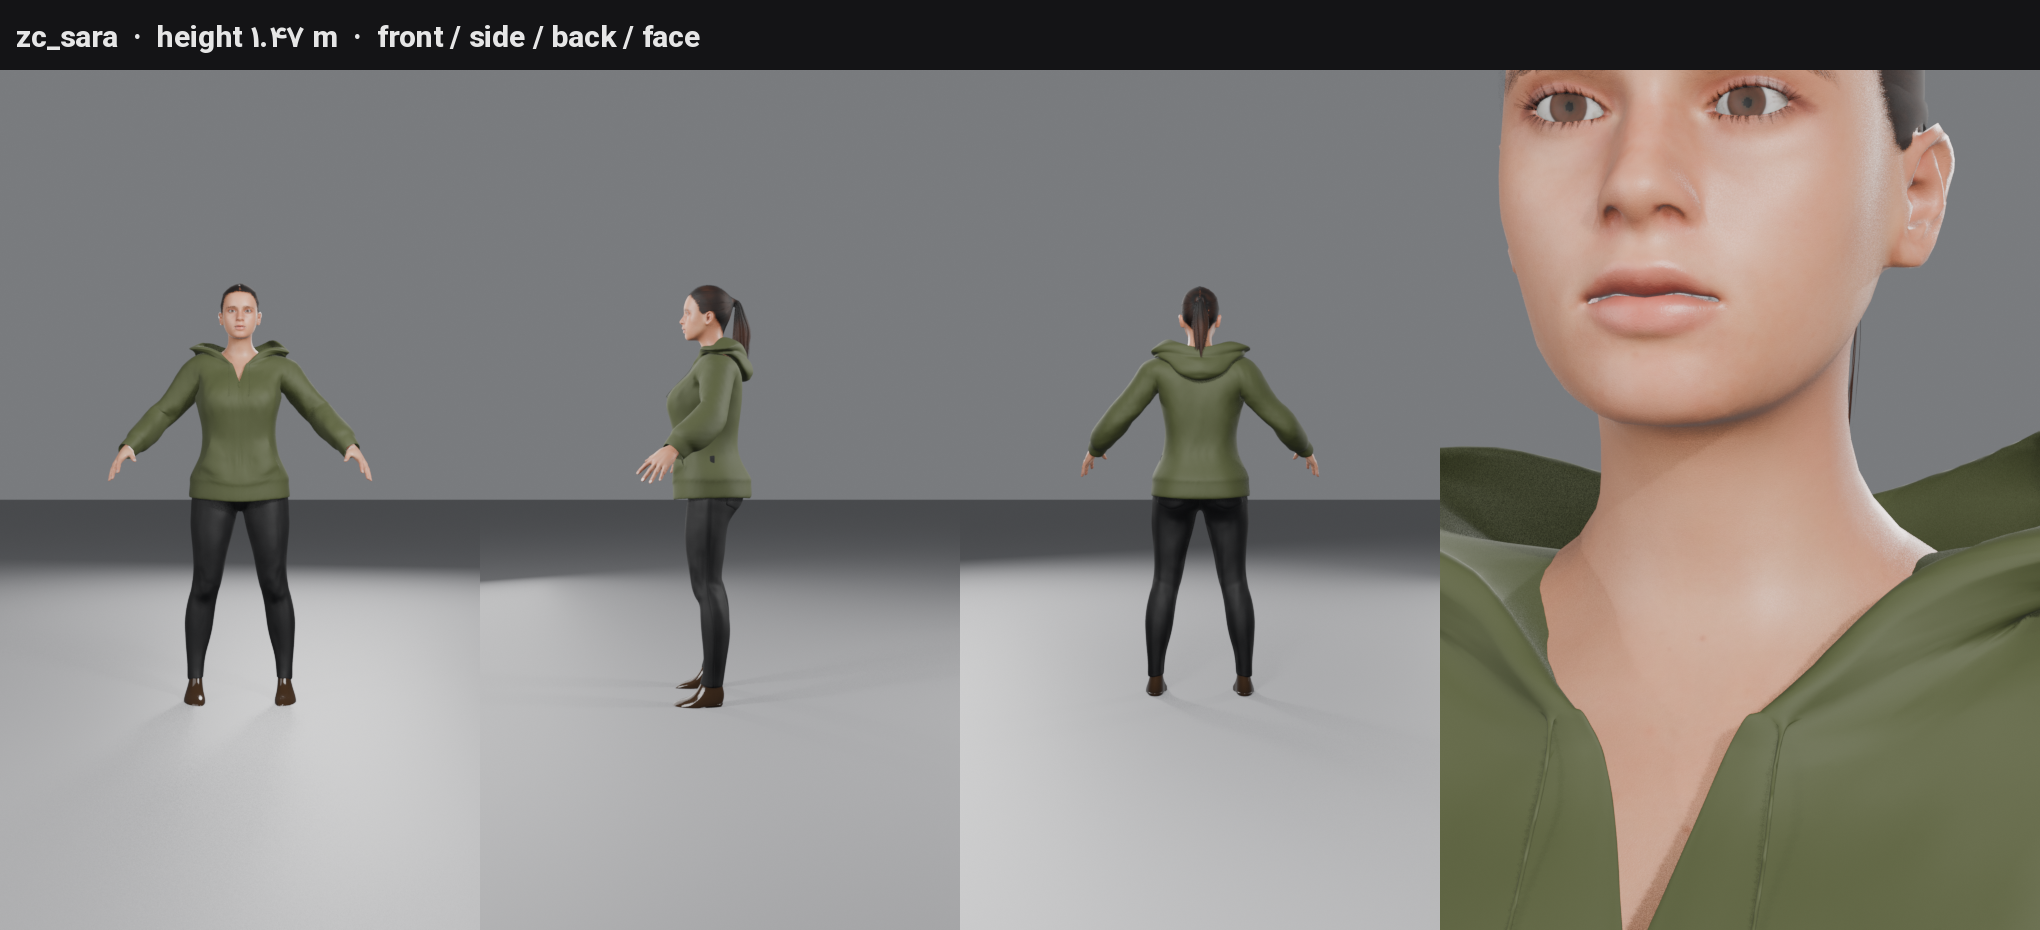 zc_sara · height ۱.۴۷ m · front / side / back / face